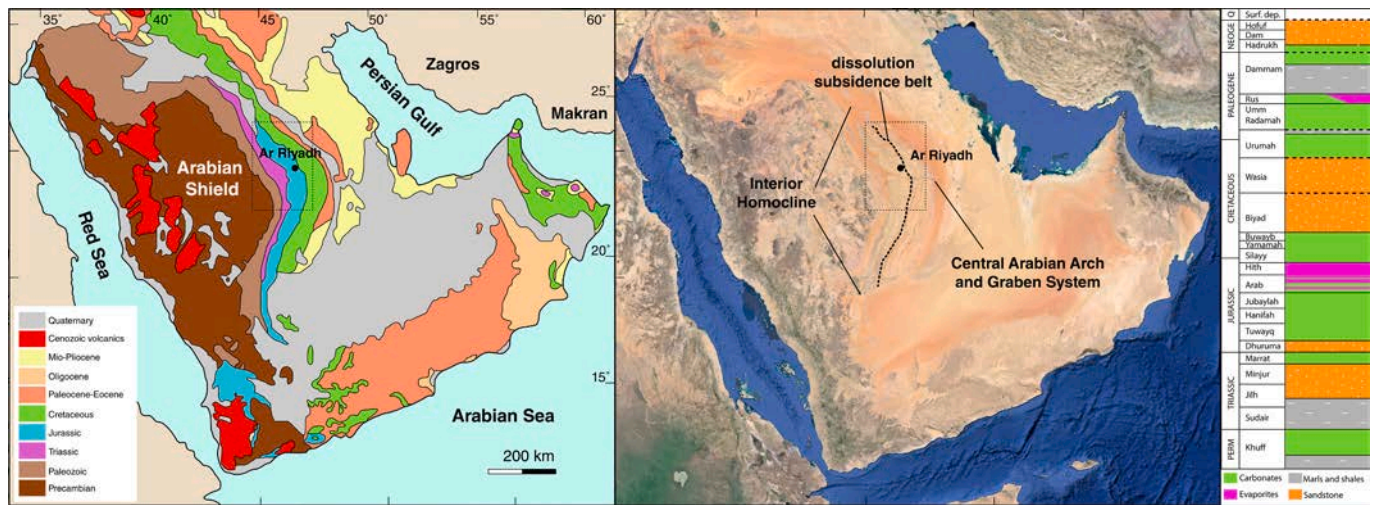 35
40
45
50
55
60
25
20
15
Zagros
Persian Gulf
Makran
Ar Riyadh
Arabian
Shield
Red Sea
Arabian Sea
200 km
Quaternary
Cenozoic volcanics
Mio-Pliocene
Oligocene
Paleocene-Eocene
Cretaceous
Jurassic
Triassic
Paleozoic
Precambrian
dissolution
subsidence belt
Ar Riyadh
Interior
Homocline
Central Arabian Arch
and Graben System
Q
Surf. dep.
NEOGE
Hofuf
Dam
Hadrukh
PALEOGENE
Dammam
Rus
Umm
Radamah
CRETACEOUS
Urumah
Wasia
Biyad
Buwayb
Yamamah
Silayy
JURASSIC
Hith
Arab
Jubaylah
Hanifah
Tuwayq
Dhuruma
Marrat
TRIASSIC
Minjur
Jilh
Sudair
PERM
Khuff
Carbonates
Marls and shales
Evaporites
Sandstone